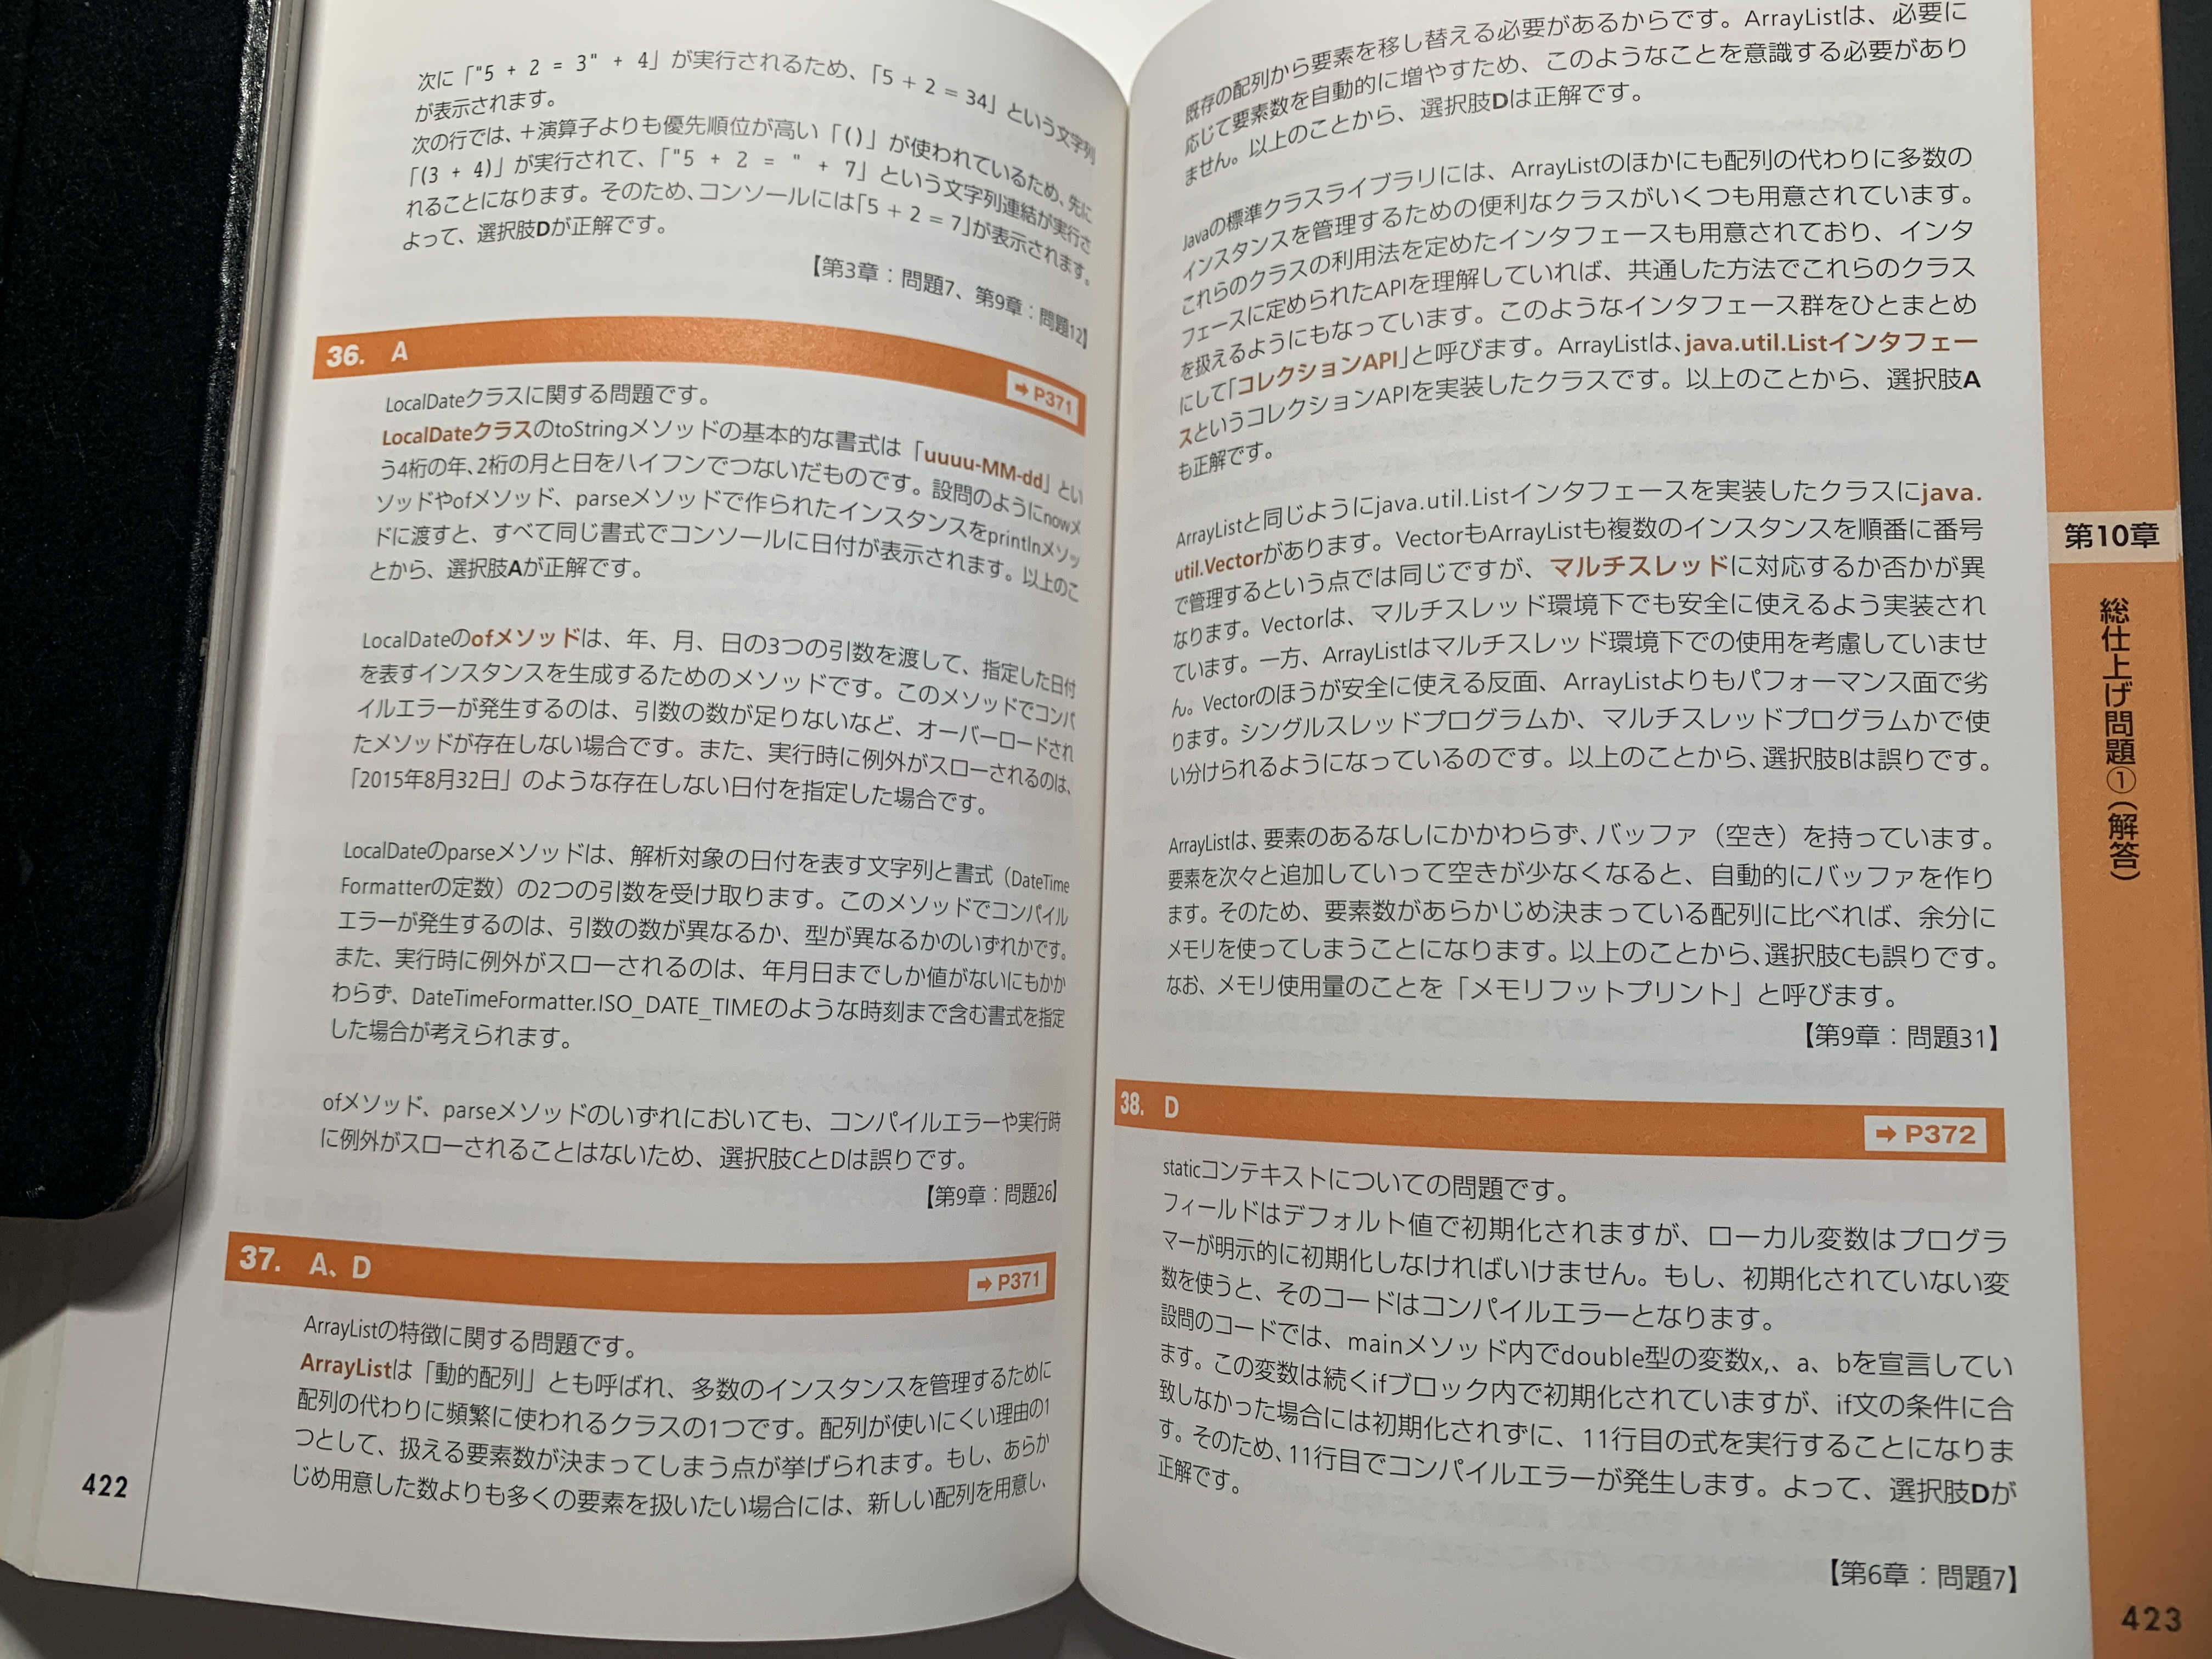 次に「"5 + 2 = 3" + 4」が実行されるため、「5 + 2 = 34」という文字列
が表示されます。
次の行では、＋演算子よりも優先順位が高い「()」が使われているため、先に
「(3 + 4)」が実行されて、「"5 + 2 = " + 7」という文字列連結が実行さ
れることになります。そのため、コンソールには「5 + 2 = 7」が表示されます。
よって、選択肢Dが正解です。
【第3章：問題7、第9章：問題12】
36. A
➡ P371
LocalDateクラスに関する問題です。
LocalDateクラスのtoStringメソッドの基本的な書式は「uuuu-MM-dd」とい
う4桁の年、2桁の月と日をハイフンでつないだものです。設問のようにnowメ
ソッドやofメソッド、parseメソッドで作られたインスタンスをprintlnメソッ
ドに渡すと、すべて同じ書式でコンソールに日付が表示されます。以上のこ
とから、選択肢Aが正解です。
LocalDateのofメソッドは、年、月、日の3つの引数を渡して、指定した日付
を表すインスタンスを生成するためのメソッドです。このメソッドでコンパ
イルエラーが発生するのは、引数の数が足りないなど、オーバーロードされ
たメソッドが存在しない場合です。また、実行時に例外がスローされるのは、
「2015年8月32日」のような存在しない日付を指定した場合です。
LocalDateのparseメソッドは、解析対象の日付を表す文字列と書式（DateTime
Formatterの定数）の2つの引数を受け取ります。このメソッドでコンパイル
エラーが発生するのは、引数の数が異なるか、型が異なるかのいずれかです。
また、実行時に例外がスローされるのは、年月日までしか値がないにもかか
わらず、DateTimeFormatter.ISO_DATE_TIMEのような時刻まで含む書式を指定
した場合が考えられます。
ofメソッド、parseメソッドのいずれにおいても、コンパイルエラーや実行時
に例外がスローされることはないため、選択肢CとDは誤りです。
【第9章：問題26】
37. A、D
➡ P371
ArrayListの特徴に関する問題です。
ArrayListは「動的配列」とも呼ばれ、多数のインスタンスを管理するために
配列の代わりに頻繁に使われるクラスの1つです。配列が使いにくい理由の1
つとして、扱える要素数が決まってしまう点が挙げられます。もし、あらか
じめ用意した数よりも多くの要素を扱いたい場合には、新しい配列を用意し、
422
既存の配列から要素を移し替える必要があるからです。ArrayListは、必要に
応じて要素数を自動的に増やすため、このようなことを意識する必要があり
ません。以上のことから、選択肢Dは正解です。
Javaの標準クラスライブラリには、ArrayListのほかにも配列の代わりに多数の
インスタンスを管理するための便利なクラスがいくつも用意されています。
これらのクラスの利用法を定めたインタフェースも用意されており、インタ
フェースに定められたAPIを理解していれば、共通した方法でこれらのクラス
を扱えるようにもなっています。このようなインタフェース群をひとまとめ
にして「コレクションAPI」と呼びます。ArrayListは、java.util.Listインタフェー
スというコレクションAPIを実装したクラスです。以上のことから、選択肢A
も正解です。
ArrayListと同じようにjava.util.Listインタフェースを実装したクラスにjava.
util.Vectorがあります。VectorもArrayListも複数のインスタンスを順番に番号
で管理するという点では同じですが、マルチスレッドに対応するか否かが異
なります。Vectorは、マルチスレッド環境下でも安全に使えるよう実装され
ています。一方、ArrayListはマルチスレッド環境下での使用を考慮していませ
ん。Vectorのほうが安全に使える反面、ArrayListよりもパフォーマンス面で劣
ります。シングルスレッドプログラムか、マルチスレッドプログラムかで使
い分けられるようになっているのです。以上のことから、選択肢Bは誤りです。
ArrayListは、要素のあるなしにかかわらず、バッファ（空き）を持っています。
要素を次々と追加していって空きが少なくなると、自動的にバッファを作り
ます。そのため、要素数があらかじめ決まっている配列に比べれば、余分に
メモリを使ってしまうことになります。以上のことから、選択肢Cも誤りです。
なお、メモリ使用量のことを「メモリフットプリント」と呼びます。
【第9章：問題31】
38. D
➡ P372
staticコンテキストについての問題です。
フィールドはデフォルト値で初期化されますが、ローカル変数はプログラ
マーが明示的に初期化しなければいけません。もし、初期化されていない変
数を使うと、そのコードはコンパイルエラーとなります。
設問のコードでは、mainメソッド内でdouble型の変数x,、a、bを宣言してい
ます。この変数は続くifブロック内で初期化されていますが、if文の条件に合
致しなかった場合には初期化されずに、11行目の式を実行することになりま
す。そのため、11行目でコンパイルエラーが発生します。よって、選択肢Dが
正解です。
【第6章：問題7】
第10章
総仕上げ問題①（解答）
423